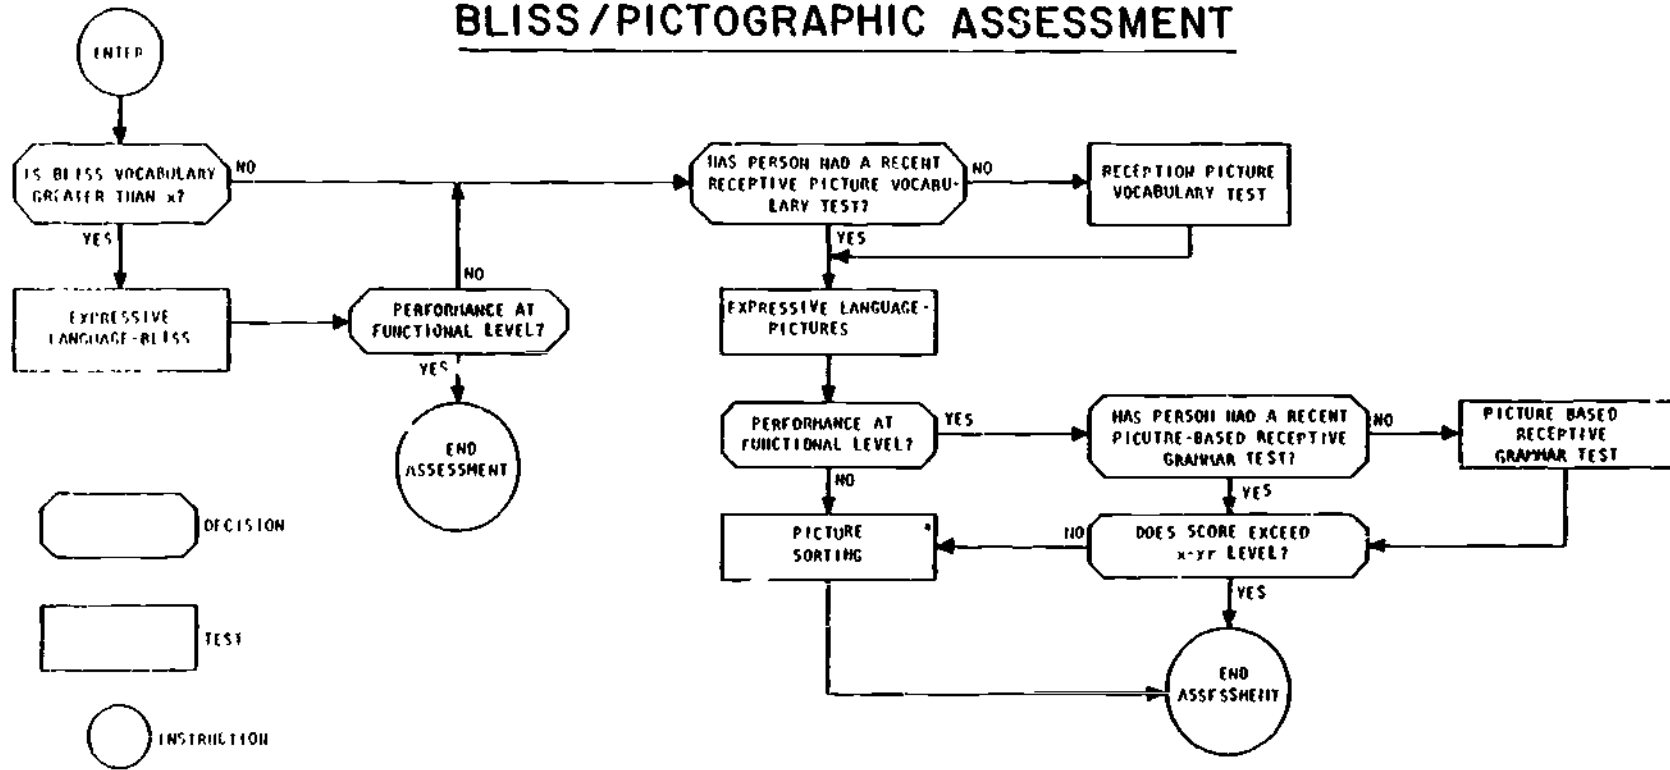 BLISS/PICTOGRAPHIC ASSESSMENT
ENTER
IS BLISS VOCABULARY
GREATER THAN x?
NO
YES
EXPRESSIVE
LANGUAGE-BLISS
PERFORMANCE AT
FUNCTIONAL LEVEL?
NO
YES
END
ASSESSMENT
HAS PERSON HAD A RECENT
RECEPTIVE PICTURE VOCABU-
LARY TEST?
NO
YES
RECEPTION PICTURE
VOCABULARY TEST
EXPRESSIVE LANGUAGE-
PICTURES
PERFORMANCE AT
FUNCTIONAL LEVEL?
YES
NO
HAS PERSON HAD A RECENT
PICUTRE-BASED RECEPTIVE
GRAMMAR TEST?
NO
YES
PICTURE BASED
RECEPTIVE
GRAMMAR TEST
PICTURE
SORTING
NO
DOES SCORE EXCEED
x-yr LEVEL?
YES
END
ASSESSMENT
DECISION
TEST
INSTRUCTION